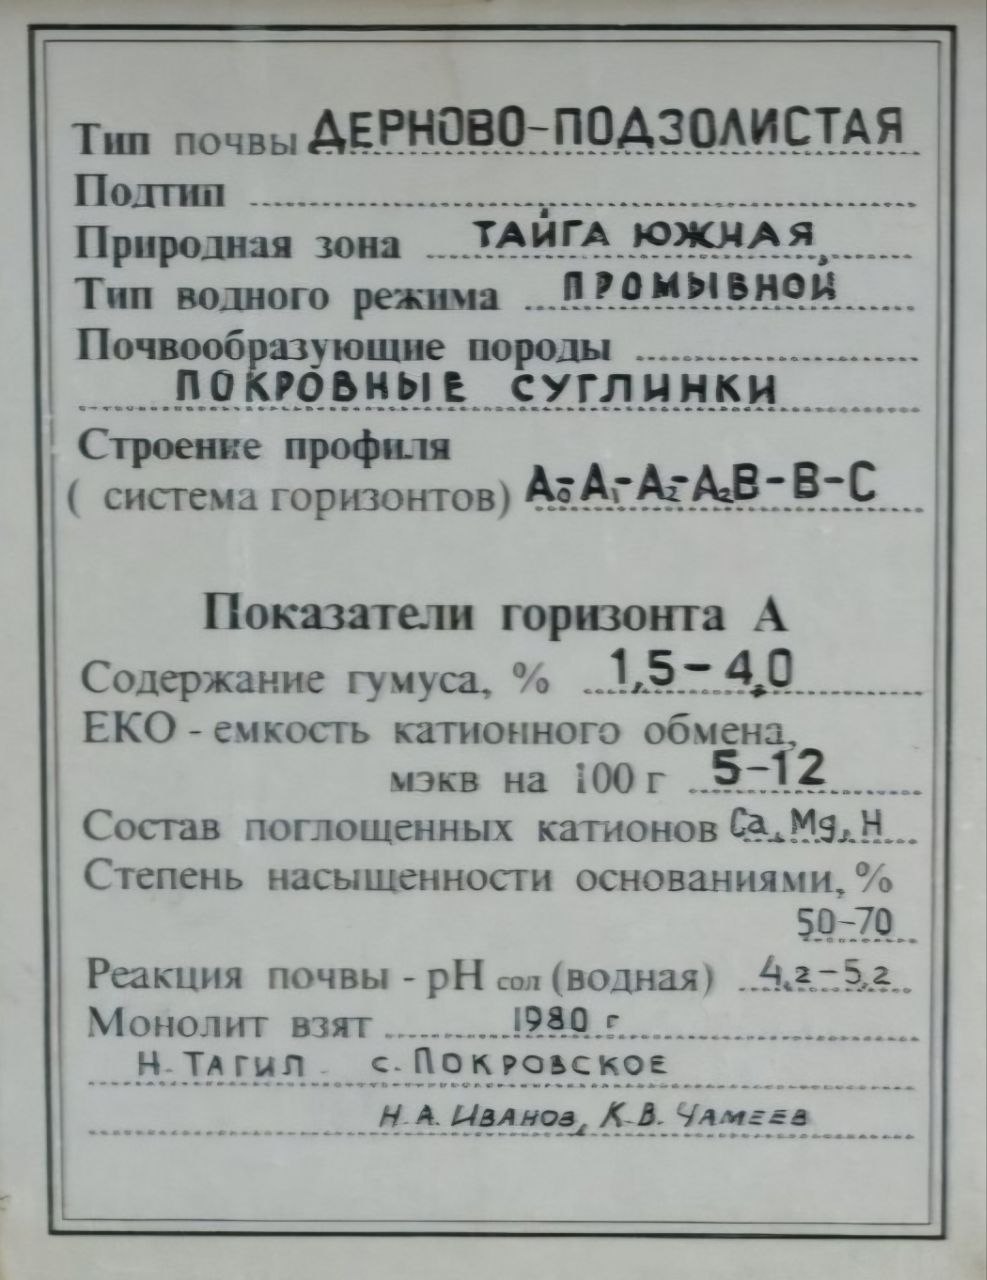 Тип почвы ДЕРНОВО-ПОДЗОЛИСТАЯ
Подтип
Природная зона ТАЙГА ЮЖНАЯ
Тип водного режима ПРОМЫВНОЙ
Почвообразующие породы
ПОКРОВНЫЕ СУГЛИНКИ
Строение профиля
( система горизонтов) A₀-A₁-A₂-A₂B-B-C
Показатели горизонта А
Содержание гумуса, % 1,5-4,0
ЕКО - емкость катионного обмена,
мэкв на 100 г 5-12
Состав поглощенных катионов Ca, Mg, H
Степень насыщенности основаниями, %
50-70
Реакция почвы - pH сол (водная) 4,2-5,2
Монолит взят 1980 г
Н. ТАГИЛ с. ПОКРОВСКОЕ
Н.А. ИВАНОВ, К.В. ЧАМЕЕВ